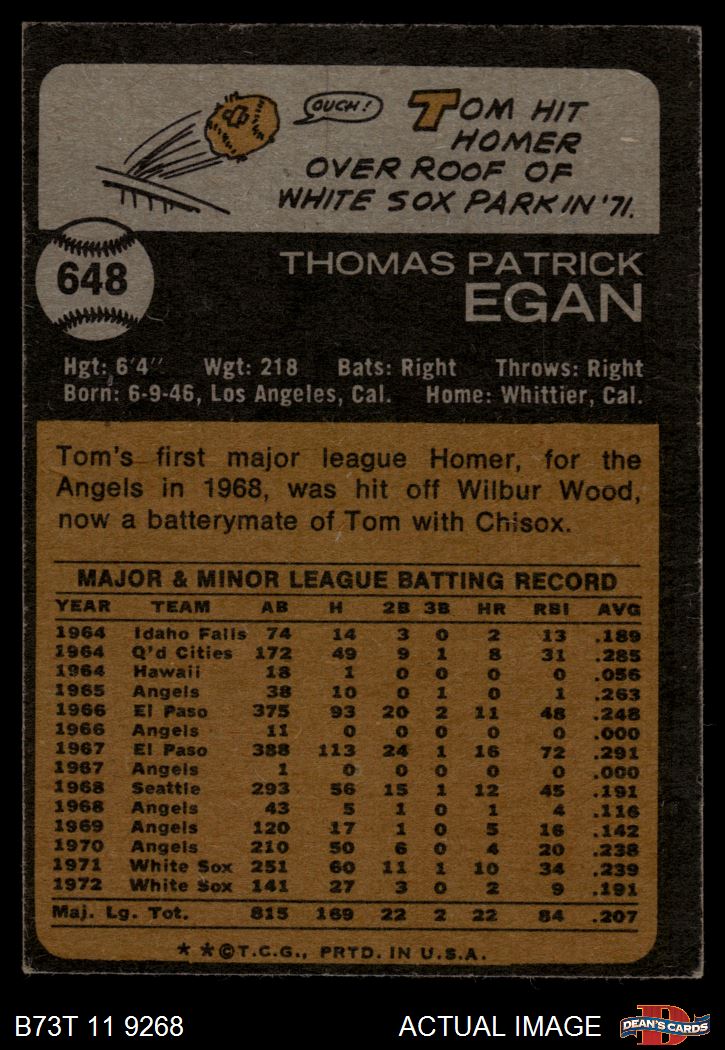 OUCH!
TOM HIT
HOMER
OVER ROOF OF
WHITE SOX PARK IN '71.
648
THOMAS PATRICK
EGAN
Hgt: 6'4" Wgt: 218 Bats: Right Throws: Right
Born: 6-9-46, Los Angeles, Cal. Home: Whittier, Cal.
Tom's first major league Homer, for the
Angels in 1968, was hit off Wilbur Wood,
now a batterymate of Tom with Chisox.
MAJOR & MINOR LEAGUE BATTING RECORD
YEAR TEAM AB H 2B 3B HR RBI AVG
1964 Idaho Falls 74 14 3 0 2 13 .189
1964 Q'd Cities 172 49 9 1 8 31 .285
1964 Hawaii 18 1 0 0 0 0 .056
1965 Angels 38 10 0 1 0 1 .263
1966 El Paso 375 93 20 2 11 48 .248
1966 Angels 11 0 0 0 0 0 .000
1967 El Paso 388 113 24 1 16 72 .291
1967 Angels 1 0 0 0 0 0 .000
1968 Seattle 293 56 15 1 12 45 .191
1968 Angels 43 5 1 0 1 4 .116
1969 Angels 120 17 1 0 5 16 .142
1970 Angels 210 50 6 0 4 20 .238
1971 White Sox 251 60 11 1 10 34 .239
1972 White Sox 141 27 3 0 2 9 .191
Maj. Lg. Tot. 815 169 22 2 22 84 .207
* *©T.C.G., PRTD. IN U.S.A.
B73T 11 9268 ACTUAL IMAGE
D
DEAN'S CARDS